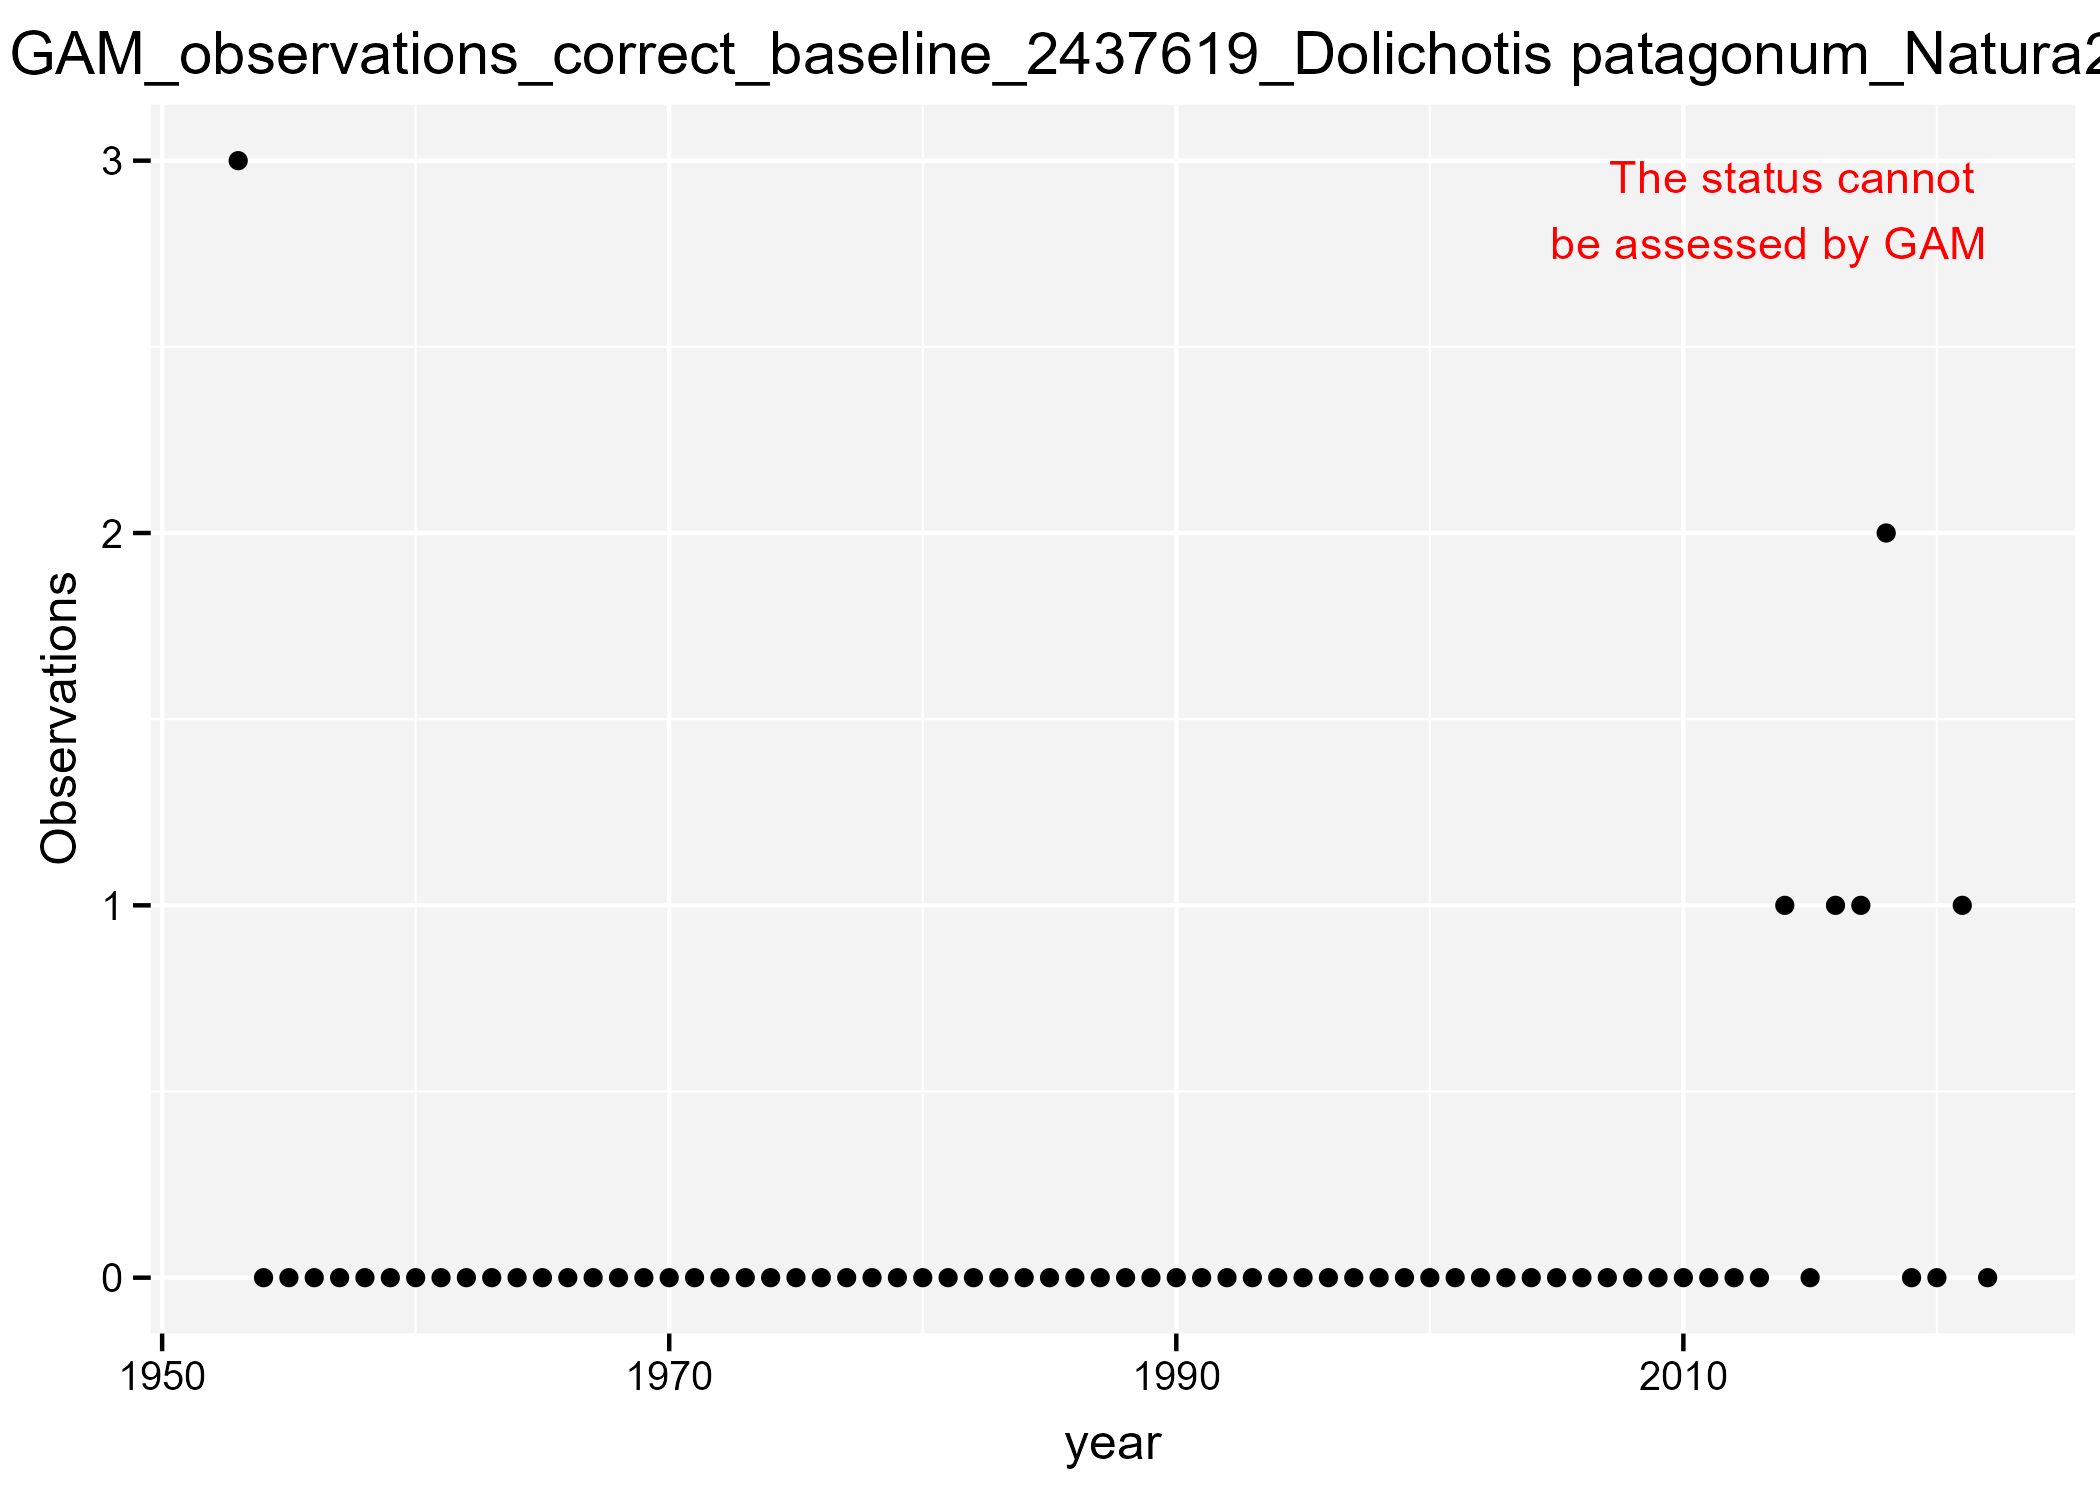 GAM_observations_correct_baseline_2437619_Dolichotis patagonum_Natura2
3
The status cannot
be assessed by GAM
2
Observations
1
0
1950 1970 1990 2010
year